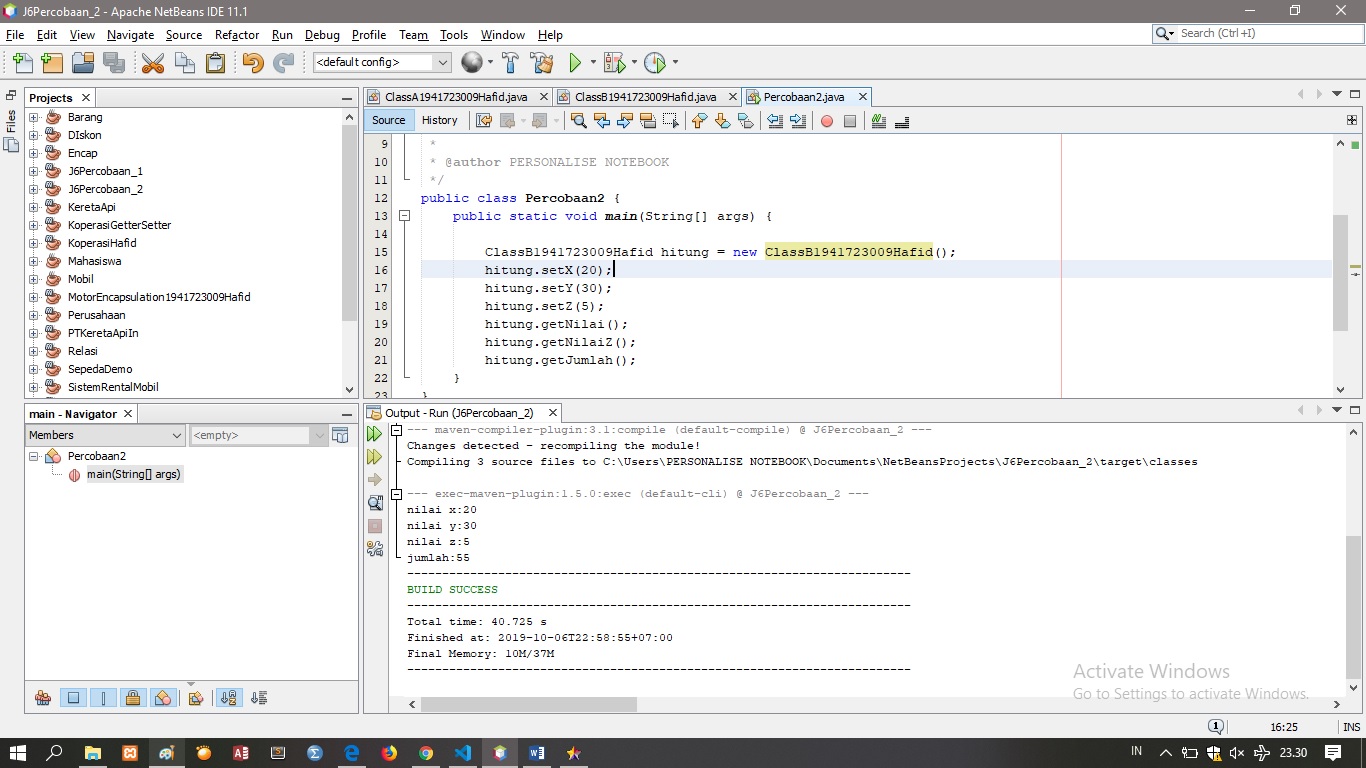 J6Percobaan_2 - Apache NetBeans IDE 11.1
File Edit View Navigate Source Refactor Run Debug Profile Team Tools Window Help
Search (Ctrl+I)
<default config>
Files
Projects
Barang
DIskon
Encap
J6Percobaan_1
J6Percobaan_2
KeretaApi
KoperasiGetterSetter
KoperasiHafid
Mahasiswa
Mobil
MotorEncapsulation1941723009Hafid
Perusahaan
PTKeretaApiIn
Relasi
SepedaDemo
SistemRentalMobil
ClassA1941723009Hafid.java
ClassB1941723009Hafid.java
Percobaan2.java
Source History
9 *
10 * @author PERSONALISE NOTEBOOK
11 */
12 public class Percobaan2 {
13 public static void main(String[] args) {
14
15 ClassB1941723009Hafid hitung = new ClassB1941723009Hafid();
16 hitung.setX(20);
17 hitung.setY(30);
18 hitung.setZ(5);
19 hitung.getNilai();
20 hitung.getNilaiZ();
21 hitung.getJumlah();
22 }
23 }
main - Navigator
Members
<empty>
Percobaan2
main(String[] args)
Output - Run (J6Percobaan_2)
--- maven-compiler-plugin:3.1:compile (default-compile) @ J6Percobaan_2 ---
Changes detected - recompiling the module!
Compiling 3 source files to C:\Users\PERSONALISE NOTEBOOK\Documents\NetBeansProjects\J6Percobaan_2\target\classes
--- exec-maven-plugin:1.5.0:exec (default-cli) @ J6Percobaan_2 ---
nilai x:20
nilai y:30
nilai z:5
jumlah:55
------------------------------------------------------------------------
BUILD SUCCESS
------------------------------------------------------------------------
Total time: 40.725 s
Finished at: 2019-10-06T22:58:55+07:00
Final Memory: 10M/37M
------------------------------------------------------------------------
Activate Windows
Go to Settings to activate Windows.
1
16:25
INS
IN
23.30